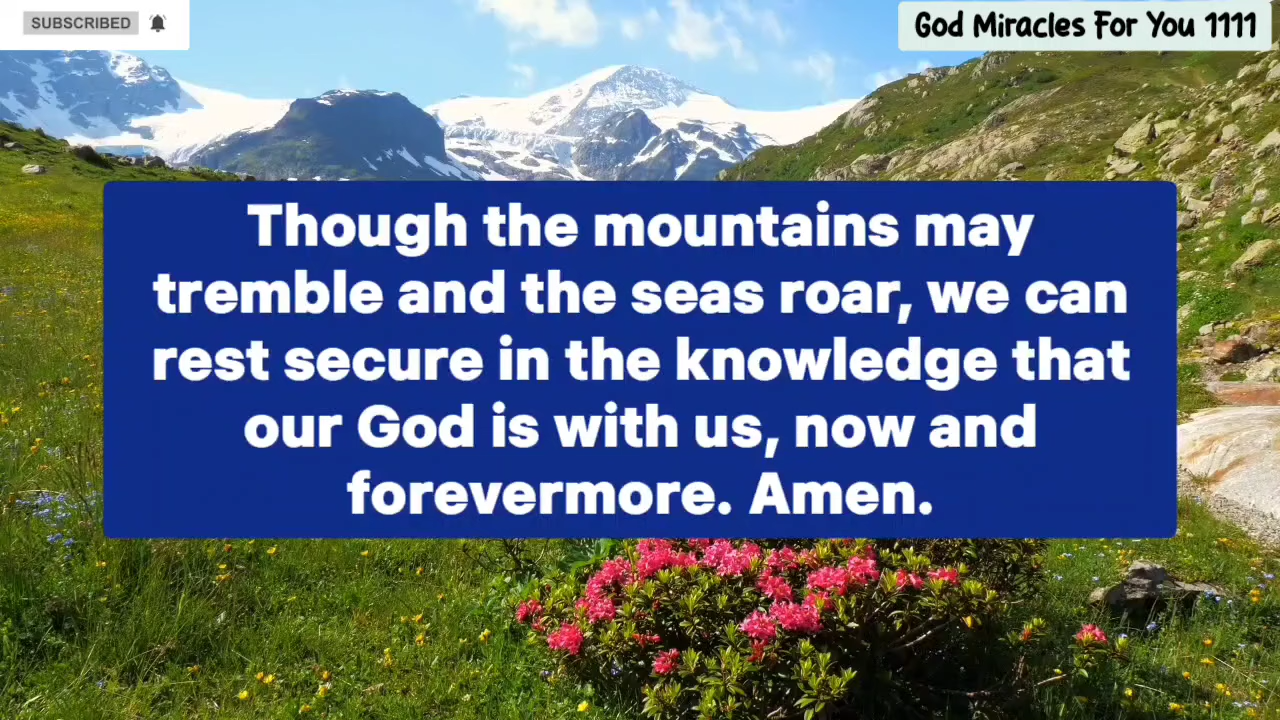 SUBSCRIBED
God Miracles For You 1111
Though the mountains may
tremble and the seas roar, we can
rest secure in the knowledge that
our God is with us, now and
forevermore. Amen.